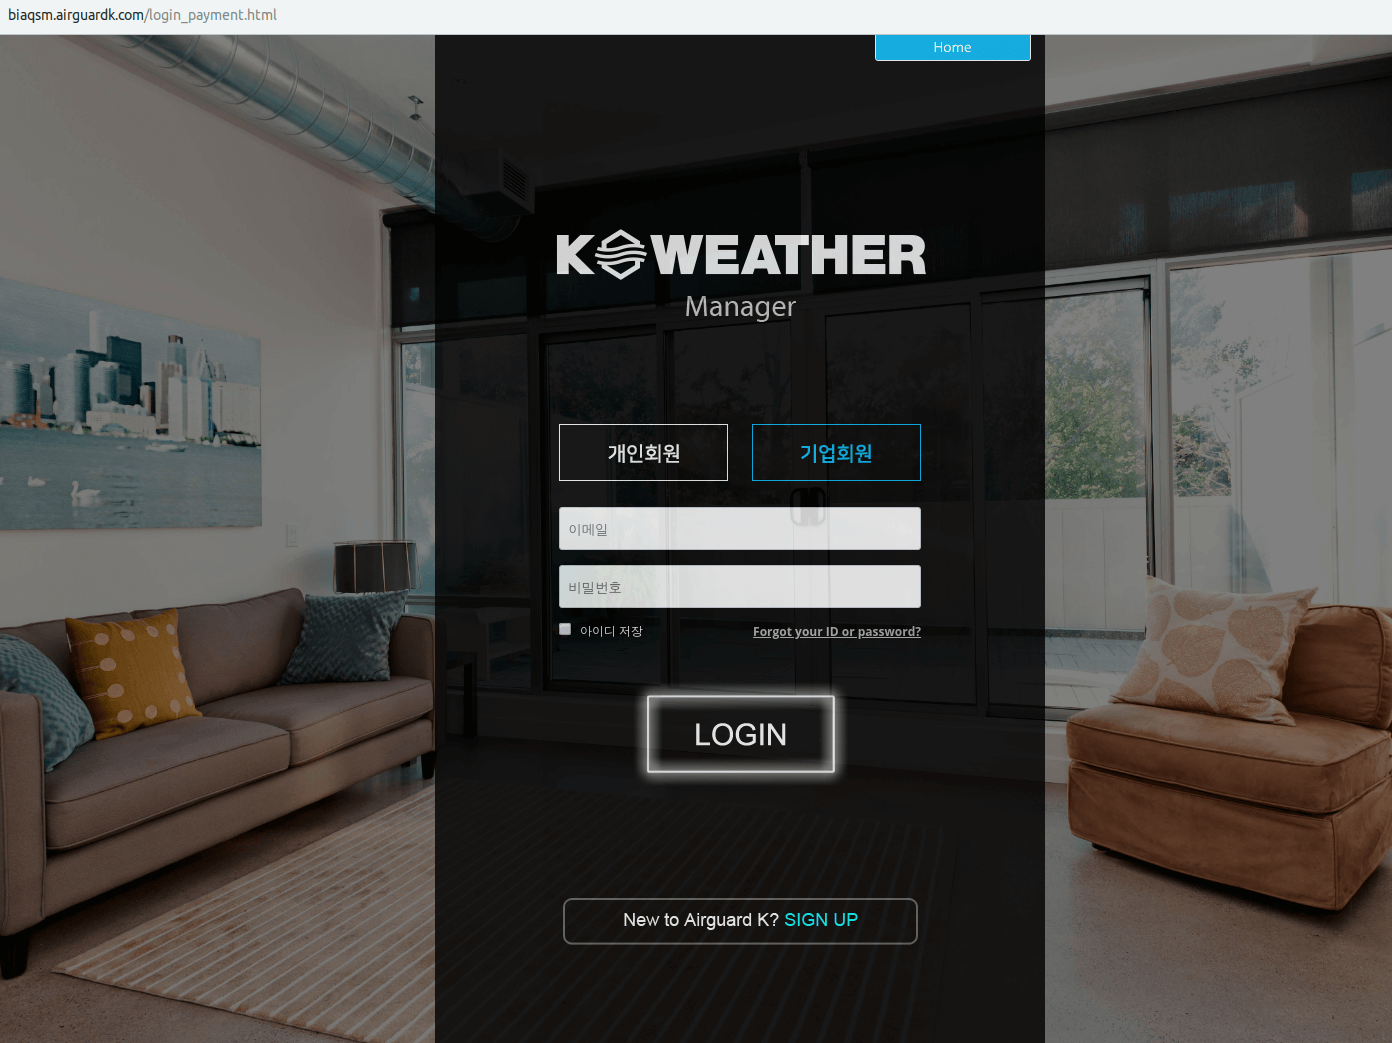 biaqsm.airguardk.com/login_payment.html
Home
K WEATHER
Manager
개인회원
기업회원
이메일
비밀번호
아이디 저장
Forgot your ID or password?
LOGIN
New to Airguard K? SIGN UP